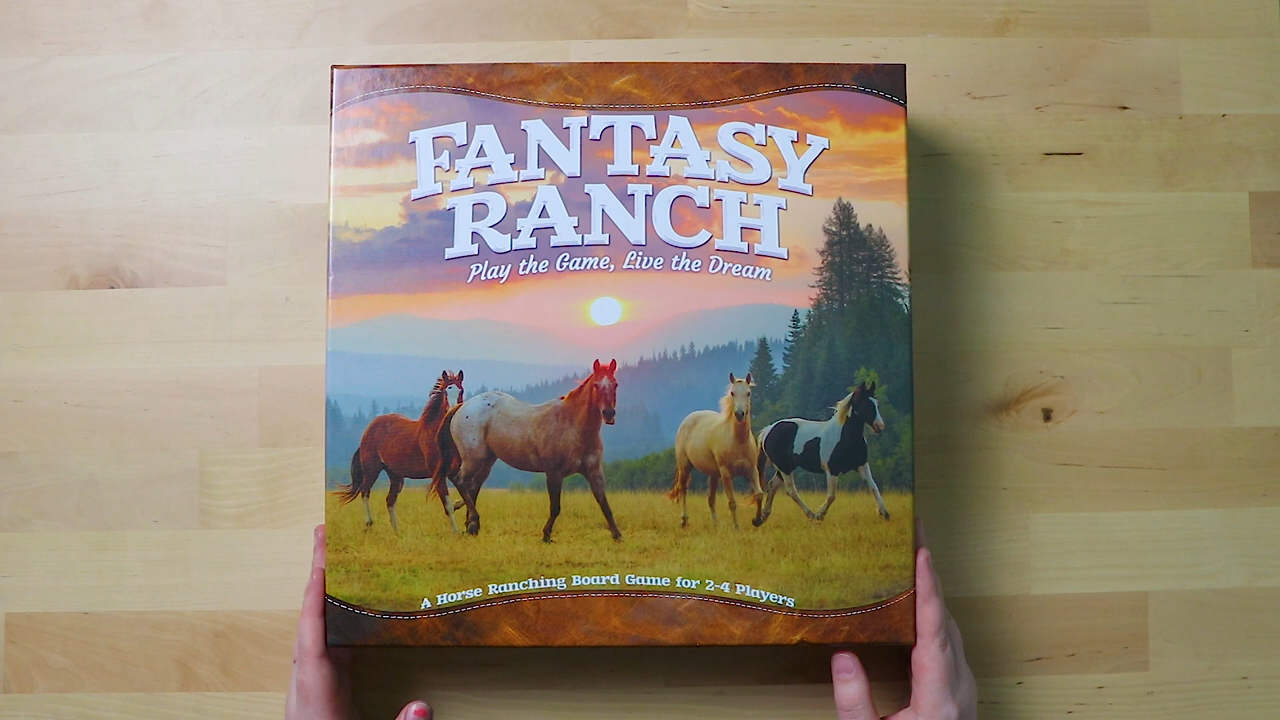 FANTASY
RANCH
Play the Game, Live the Dream
A Horse Ranching Board Game for 2-4 Players